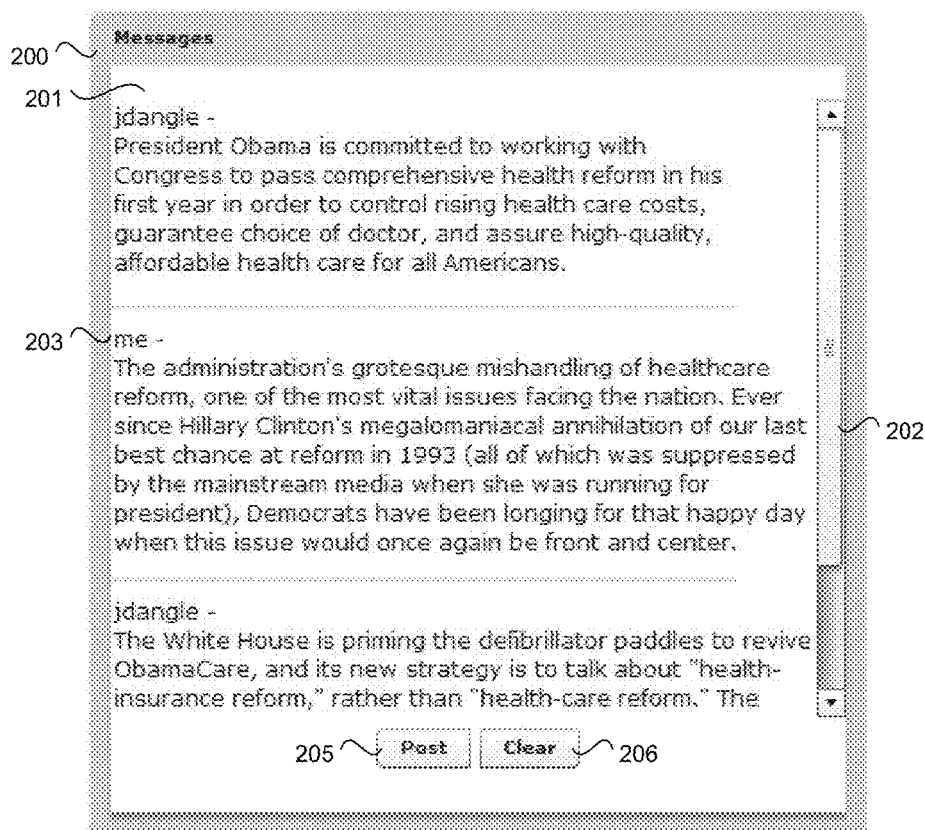 Messages
200
201
jdangle -
President Obama is committed to working with
Congress to pass comprehensive health reform in his
first year in order to control rising health care costs,
guarantee choice of doctor, and assure high-quality,
affordable health care for all Americans.
203
me -
The administration's grotesque mishandling of healthcare
reform, one of the most vital issues facing the nation. Ever
since Hillary Clinton's megalomaniacal annihilation of our last
best chance at reform in 1993 (all of which was suppressed
by the mainstream media when she was running for
president), Democrats have been longing for that happy day
when this issue would once again be front and center.
202
jdangle -
The White House is priming the defibrillator paddles to revive
ObamaCare, and its new strategy is to talk about "health-
insurance reform," rather than "health-care reform." The
205
Post
Clear
206